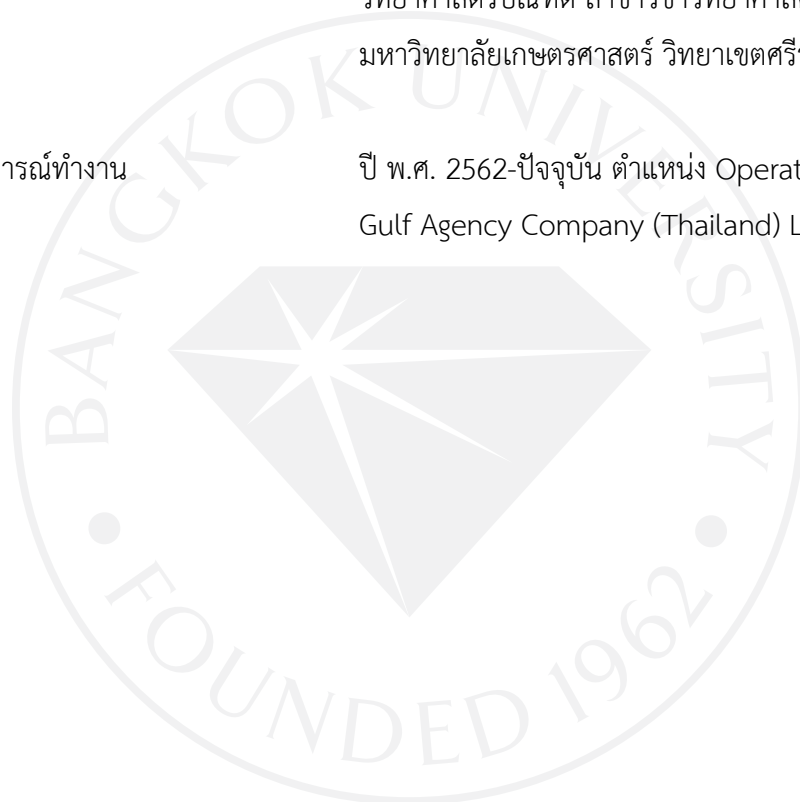 มหาวิทยาลัยเกษตรศาสตร์ วิทยาเขตศรีร
ารณ์ทำงาน
ปี พ.ศ. 2562-ปัจจุบัน ตำแหน่ง Operat
Gulf Agency Company (Thailand) L
BANGKOK UNIVERSITY
FOUNDED 1962